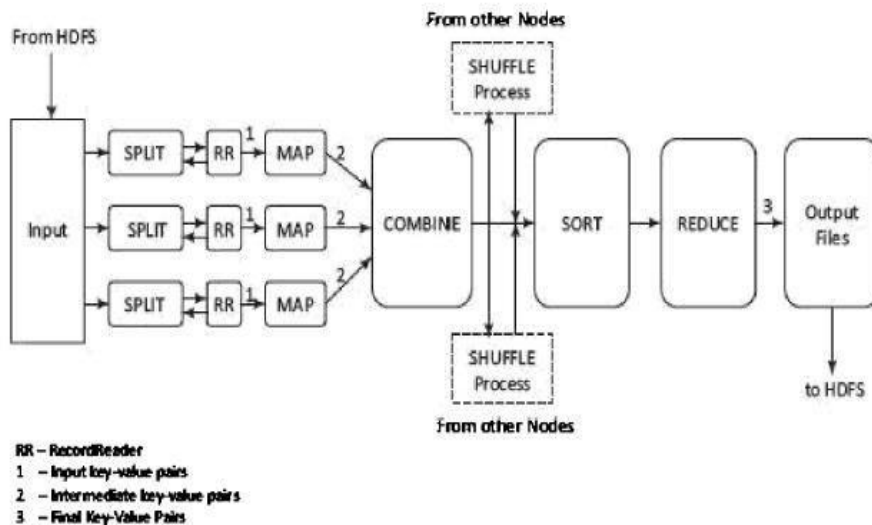 From other Nodes
From HDFS
SHUFFLE
Process
SPLIT
RR
1
MAP
2
Input
SPLIT
RR
1
MAP
2
COMBINE
SORT
REDUCE
3
Output
Files
SPLIT
RR
1
MAP
2
SHUFFLE
Process
to HDFS
From other Nodes
RR – RecordReader
1 – Input key-value pairs
2 – Intermediate key-value pairs
3 – Final Key-Value Pairs